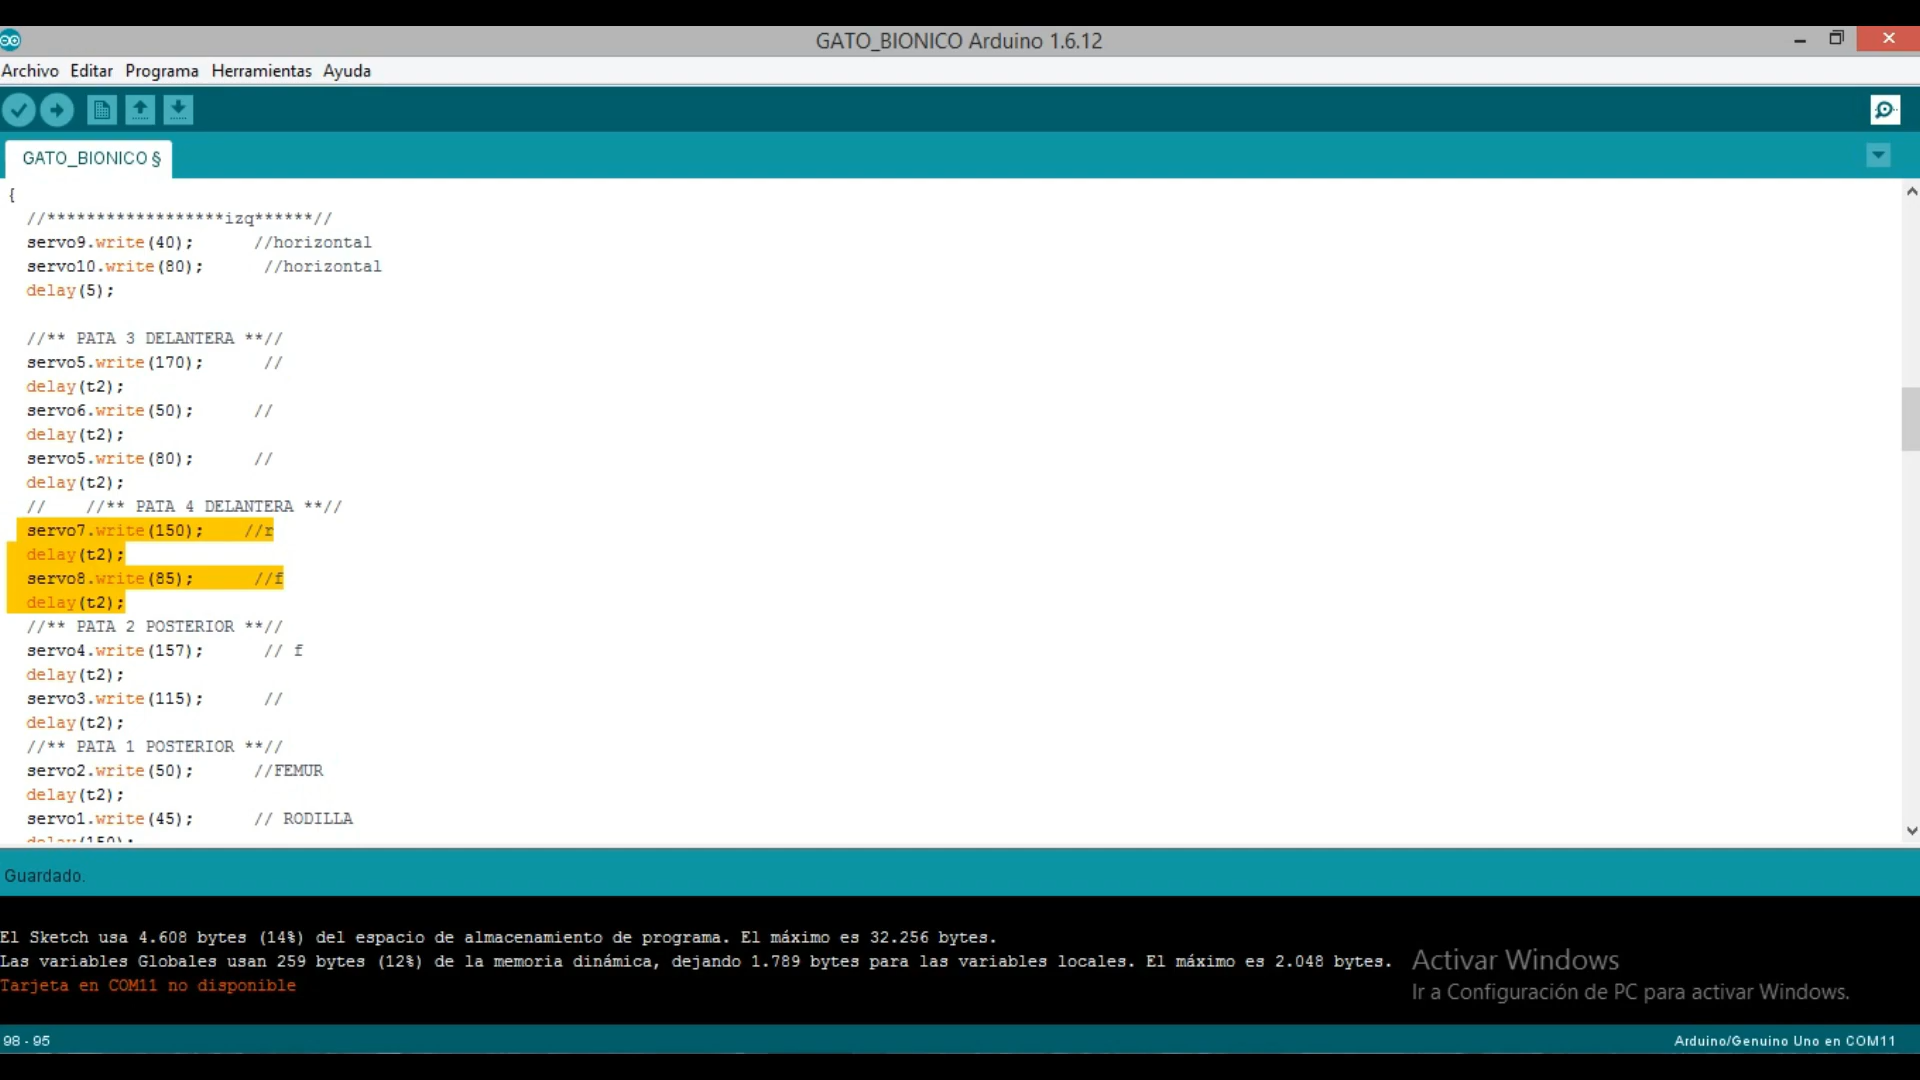 GATO_BIONICO Arduino 1.6.12
Archivo Editar Programa Herramientas Ayuda
GATO_BIONICO §
{
//******************izq******//
servo9.write(40);      //horizontal
servo10.write(80);      //horizontal
delay(5);
//** PATA 3 DELANTERA **//
servo5.write(170);      //
delay(t2);
servo6.write(50);      //
delay(t2);
servo5.write(80);      //
delay(t2);
//    //** PATA 4 DELANTERA **//
servo7.write(150);    //r
delay(t2);
servo8.write(85);      //f
delay(t2);
//** PATA 2 POSTERIOR **//
servo4.write(157);      // f
delay(t2);
servo3.write(115);      //
delay(t2);
//** PATA 1 POSTERIOR **//
servo2.write(50);      //FEMUR
delay(t2);
servo1.write(45);      // RODILLA
delay(150);
Guardado.
El Sketch usa 4.608 bytes (14%) del espacio de almacenamiento de programa. El máximo es 32.256 bytes.
Las variables Globales usan 259 bytes (12%) de la memoria dinámica, dejando 1.789 bytes para las variables locales. El máximo es 2.048 bytes.
Tarjeta en COM11 no disponible
Activar Windows
Ir a Configuración de PC para activar Windows.
98 - 95
Arduino/Genuino Uno en COM11